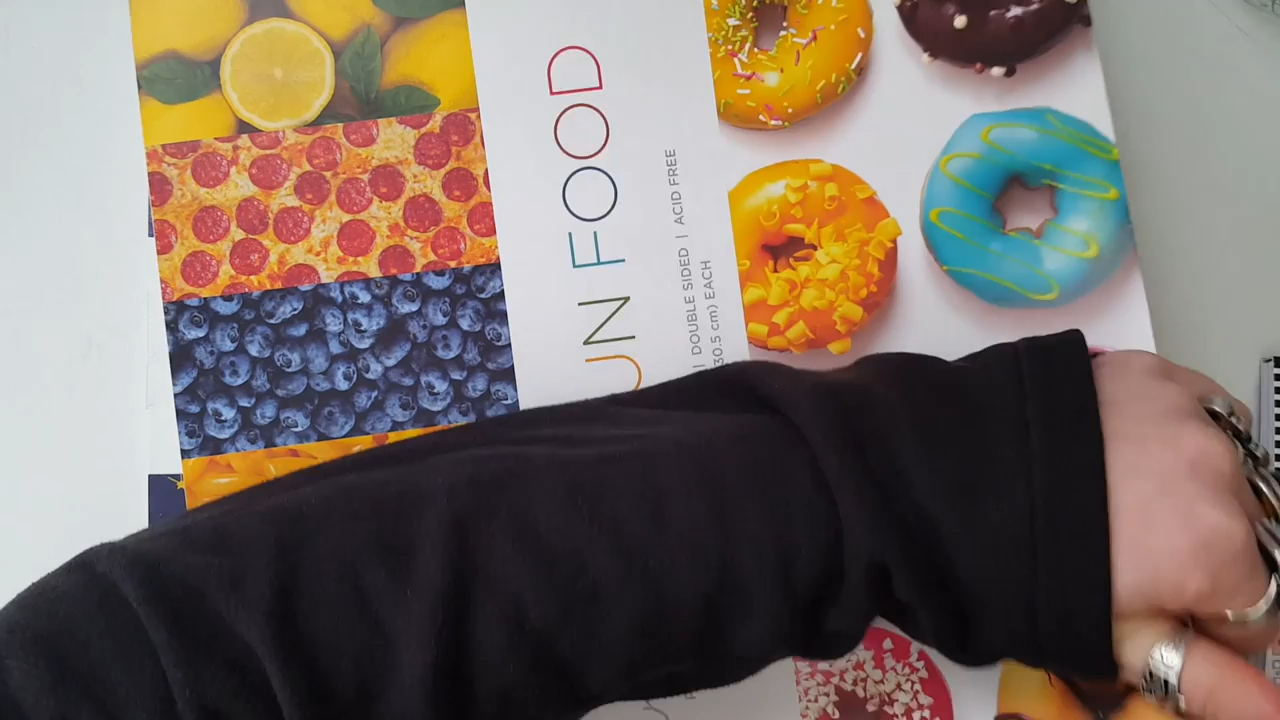 UN FOOD
| DOUBLE SIDED | ACID FREE
30.5 cm) EACH